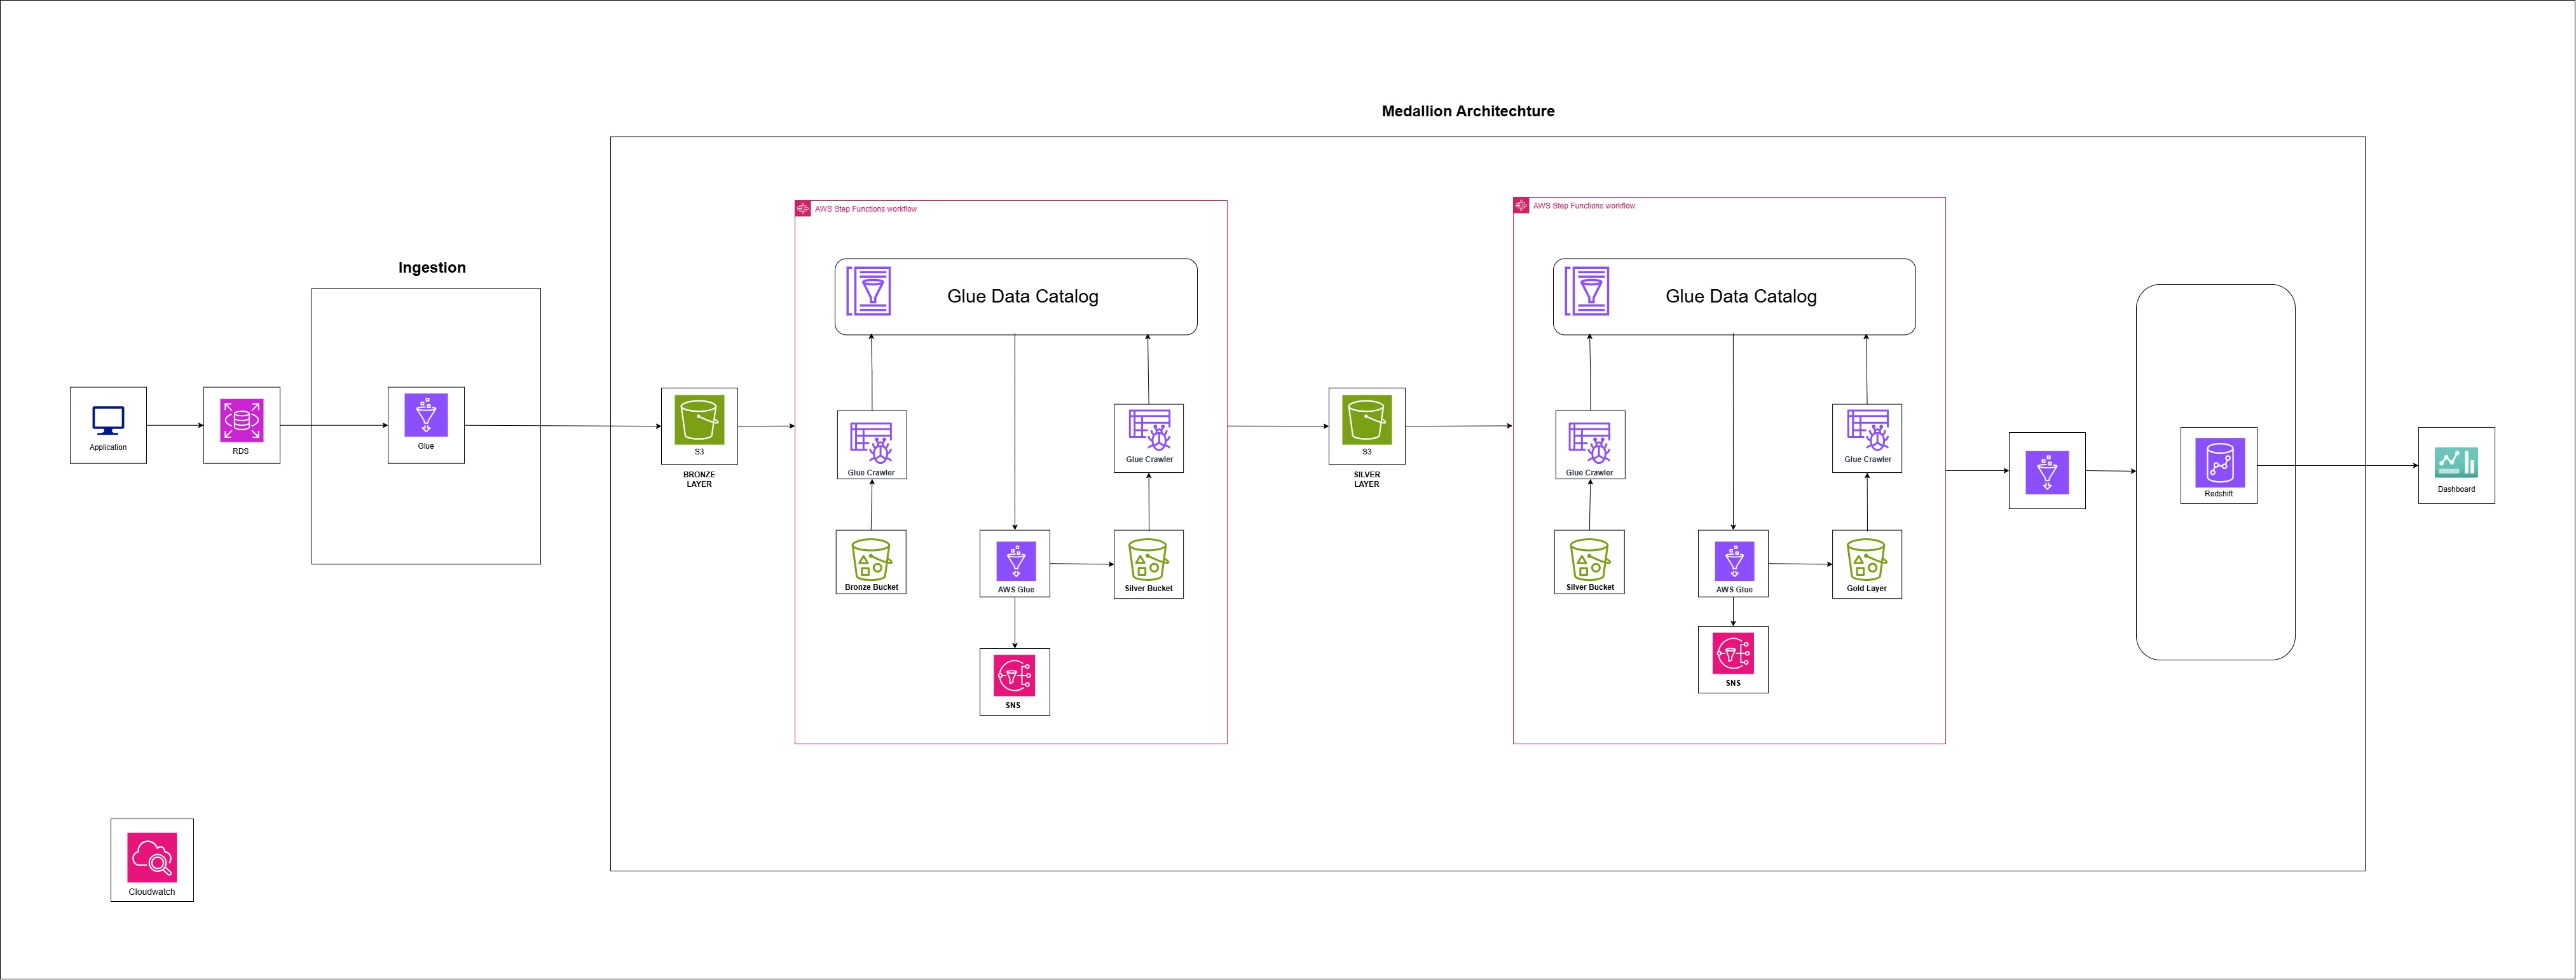 Medallion Architechture
Ingestion
Application
RDS
Glue
S3
BRONZE
LAYER
AWS Step Functions workflow
Glue Data Catalog
Glue Crawler
Glue Crawler
Bronze Bucket
AWS Glue
Silver Bucket
SNS
S3
SILVER
LAYER
AWS Step Functions workflow
Glue Data Catalog
Glue Crawler
Glue Crawler
Silver Bucket
AWS Glue
Gold Layer
SNS
Redshift
Dashboard
Cloudwatch